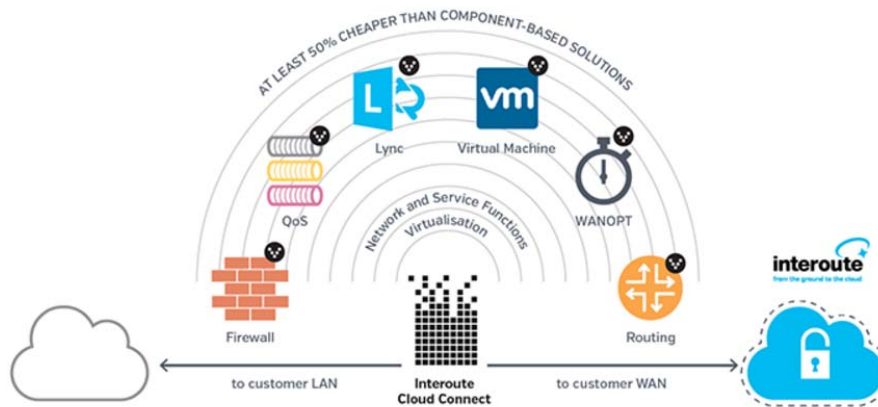 AT LEAST 50% CHEAPER THAN COMPONENT-BASED SOLUTIONS
L
Lync
vm
Virtual Machine
QoS
WANOPT
Network and Service Functions
Virtualisation
Firewall
Routing
interoute
from the ground to the cloud
to customer LAN
Interoute
Cloud Connect
to customer WAN